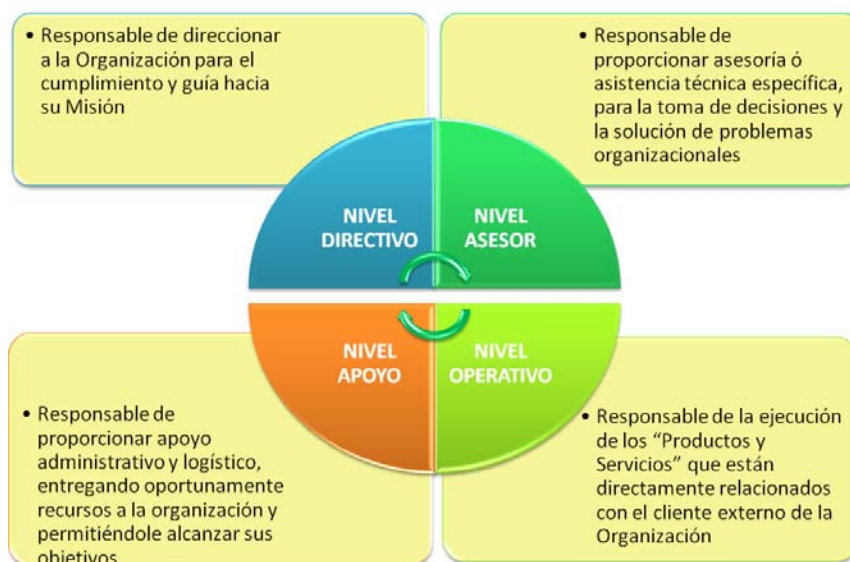 • Responsable de direccionar
a la Organización para el
cumplimiento y guía hacia
su Misión
• Responsable de
proporcionar asesoría ó
asistencia técnica específica,
para la toma de decisiones y
la solución de problemas
organizacionales
NIVEL
DIRECTIVO
NIVEL
ASESOR
NIVEL
APOYO
NIVEL
OPERATIVO
• Responsable de
proporcionar apoyo
administrativo y logístico,
entregando oportunamente
recursos a la organización y
permitiéndole alcanzar sus
objetivos
• Responsable de la ejecución
de los “Productos y
Servicios” que están
directamente relacionados
con el cliente externo de la
Organización